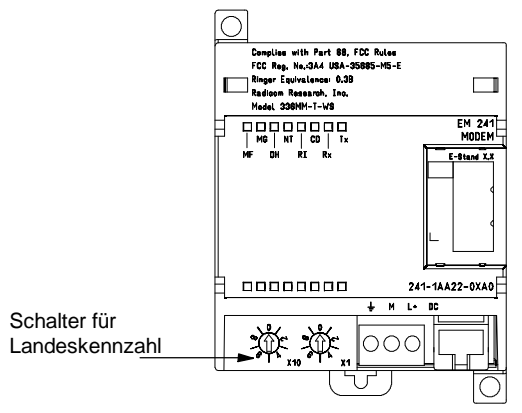 Complies with Part 68, FCC Rules
FCC Reg. No.:3A4 USA-35885-M5-E
Ringer Equivalence: 0.3B
Radicom Research, Inc.
Model 336MM-T-WS
EM 241
MODEM
E-Stand X.X
MG NT CD Tx
MF OH RI Rx
241-1AA22-0XA0
M L+ DC
Schalter für
Landeskennzahl
X10 X1